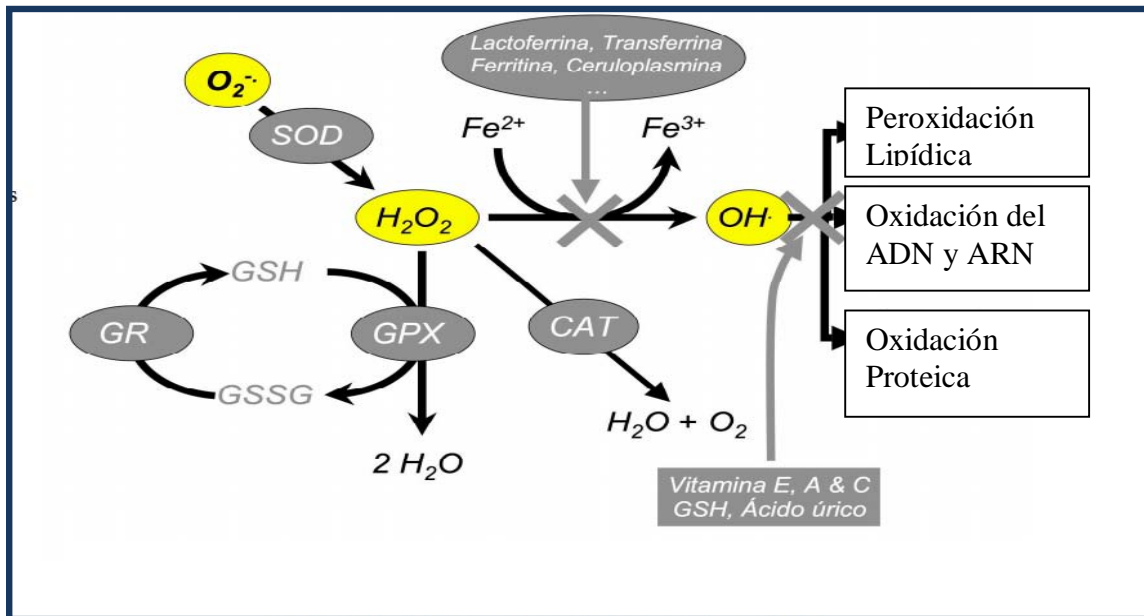 Lactoferrina, Transferrina
Ferritina, Ceruloplasmina
...
O₂⁻·
SOD
Fe²⁺
Fe³⁺
Peroxidación
Lipídica
s
H₂O₂
OH·
Oxidación del
ADN y ARN
GSH
GR
GPX
CAT
Oxidación
Proteica
GSSG
H₂O + O₂
2 H₂O
Vitamina E, A & C
GSH, Ácido úrico